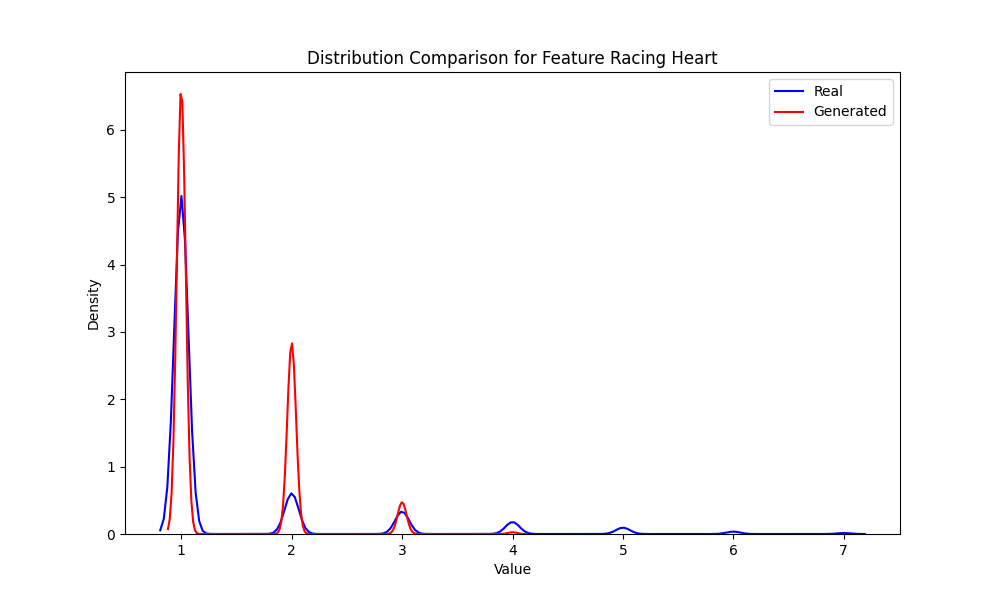 Distribution Comparison for Feature Racing Heart
Real
Generated
Density
6
5
4
3
2
1
0
1 2 3 4 5 6 7
Value